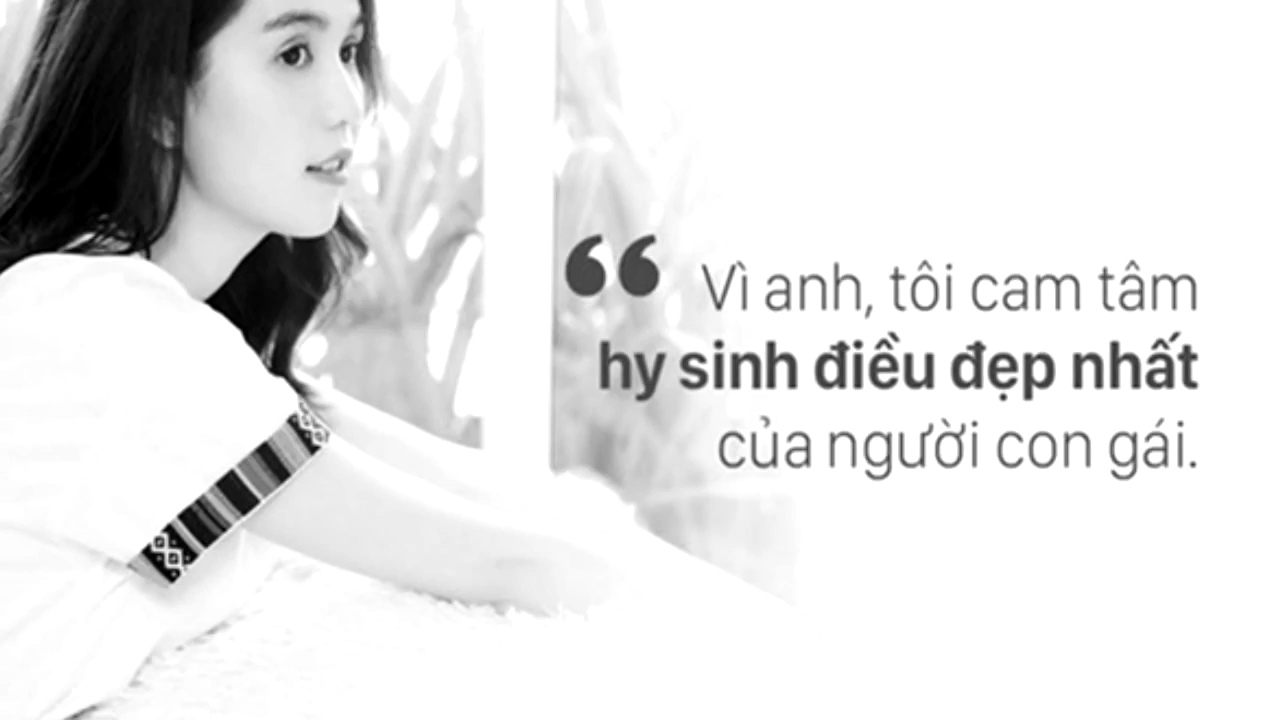 “ Vì anh, tôi cam tâm
hy sinh điều đẹp nhất
của người con gái.